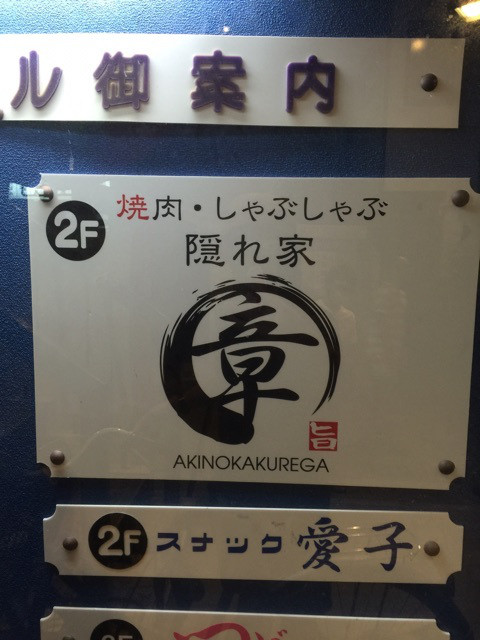 ル御案内
2F
焼肉・しゃぶしゃぶ
隠れ家
章
旨
AKINOKAKUREGA
2F スナック 愛子